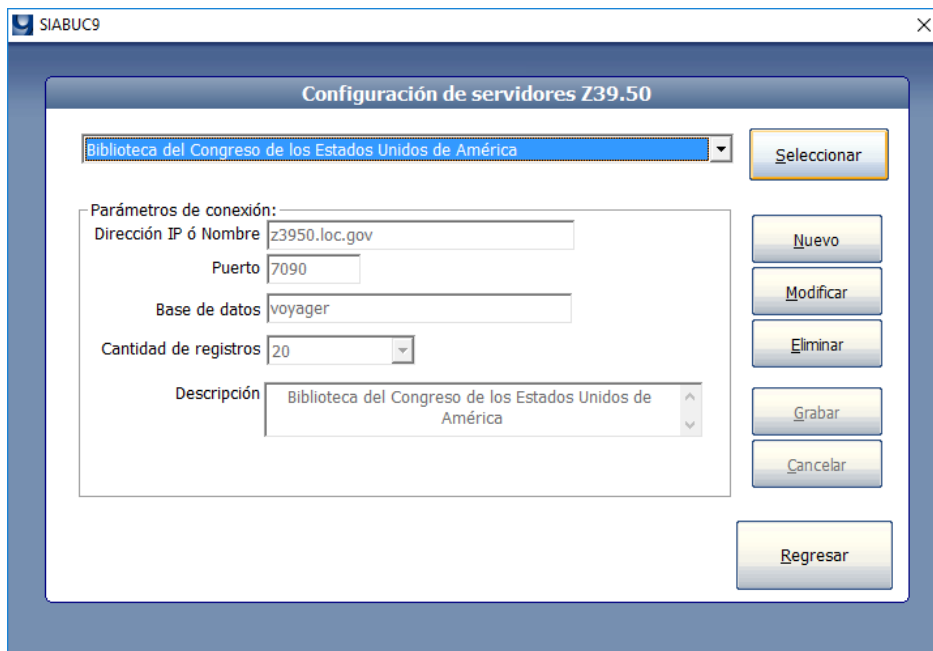 SIABUC9
Configuración de servidores Z39.50
Biblioteca del Congreso de los Estados Unidos de América
Seleccionar
Parámetros de conexión:
Dirección IP ó Nombre z3950.loc.gov
Nuevo
Puerto 7090
Modificar
Base de datos voyager
Eliminar
Cantidad de registros 20
Descripción Biblioteca del Congreso de los Estados Unidos de
América
Grabar
Cancelar
Regresar